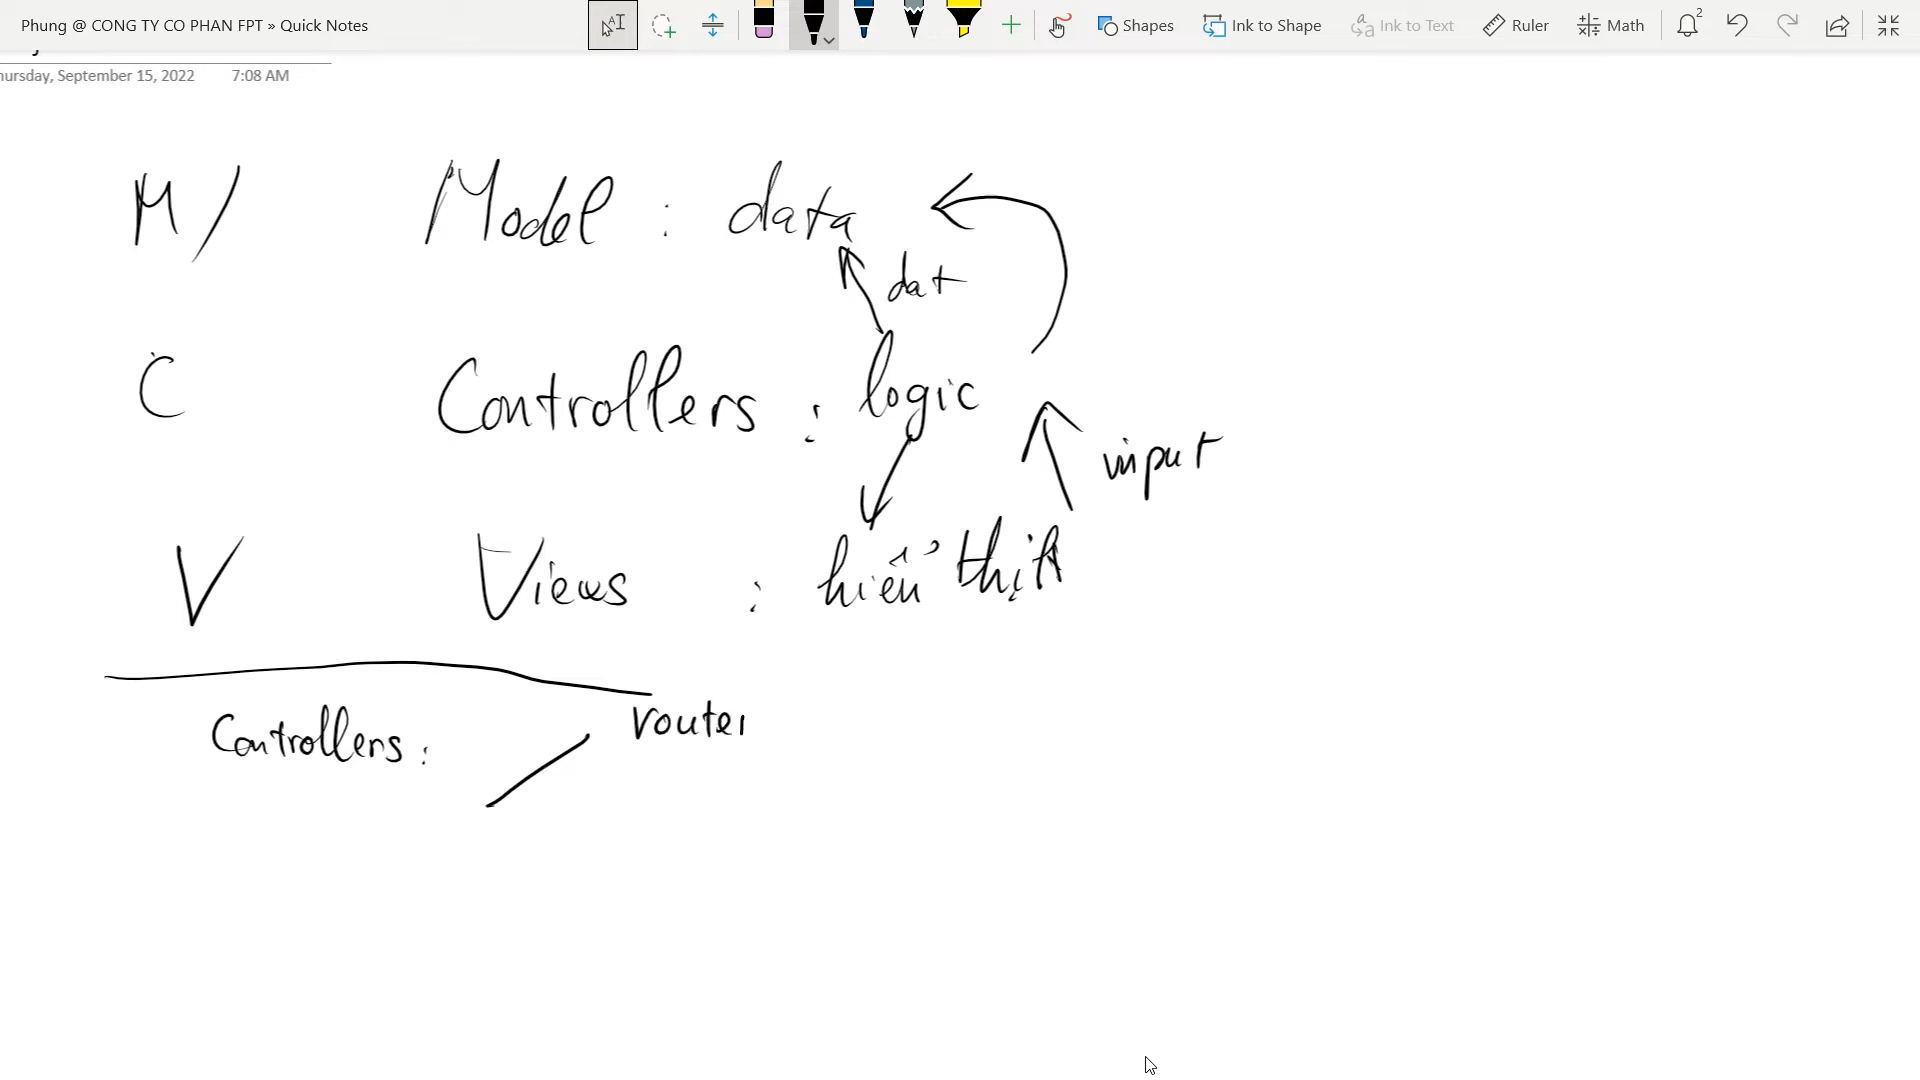 Phung @ CONG TY CO PHAN FPT » Quick Notes
Shapes
Ink to Shape
Ink to Text
Ruler
Math
2
hursday, September 15, 2022 7:08 AM
M / Model : data
dat
C Controllers : logic
input
V Views : hiển thị
Controllers : router